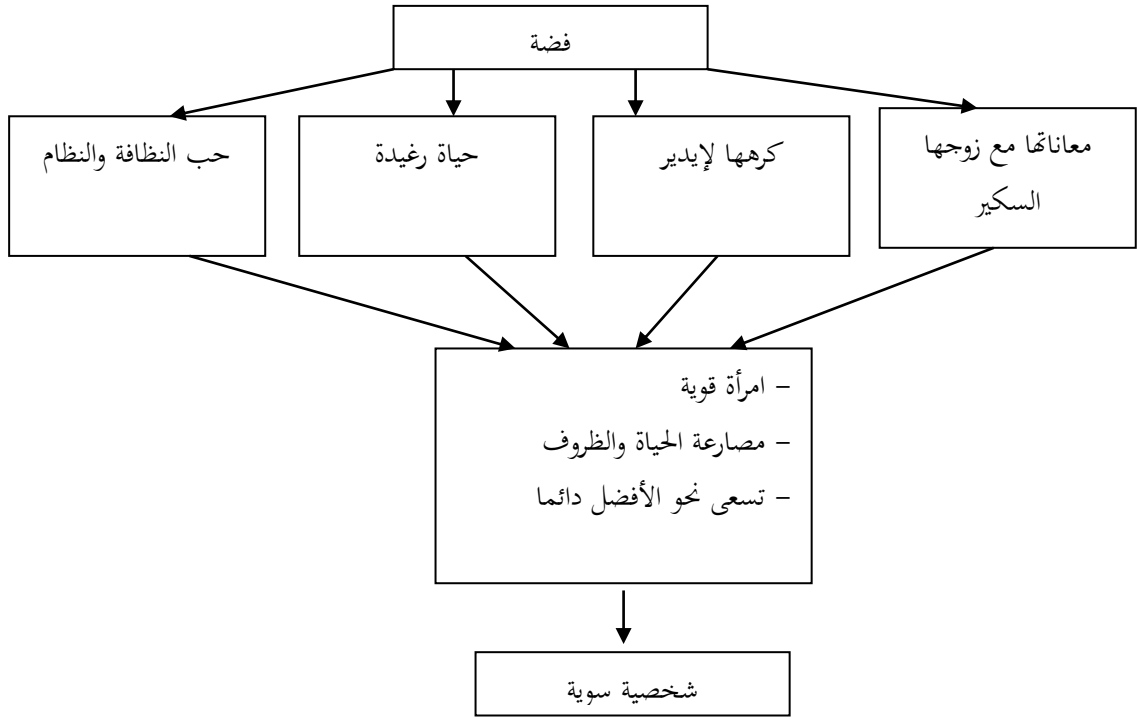 فضة
معاناتها مع زوجها
السكير
كرهها لإيدير
حياة رغيدة
حب النظافة والنظام
– امرأة قوية
– مصارعة الحياة والظروف
– تسعى نحو الأفضل دائما
شخصية سوية